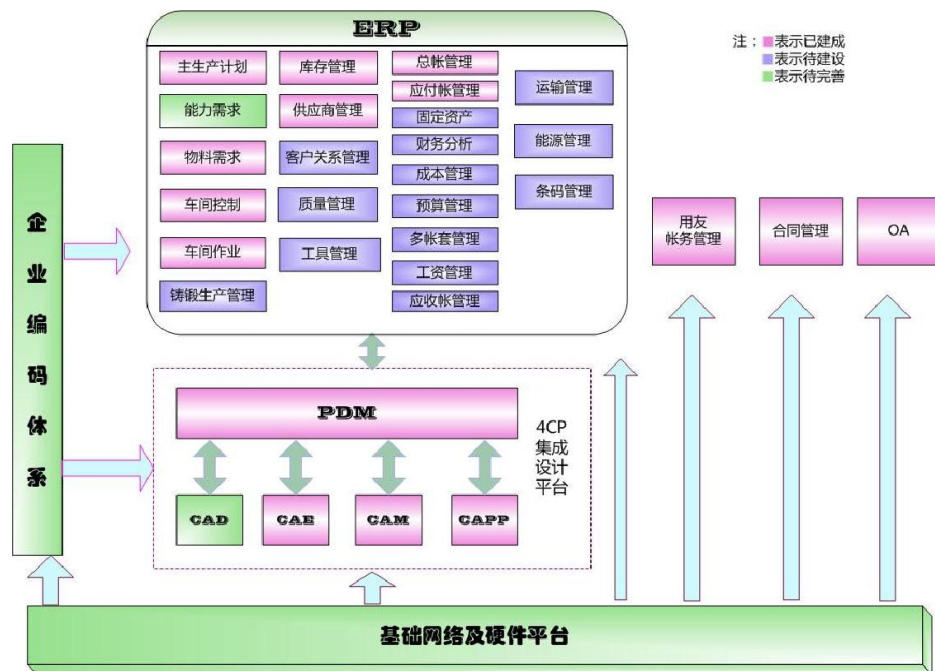 ERP
注：表示已建成
表示待建设
表示待完善
主生产计划
能力需求
物料需求
车间控制
车间作业
铸锻生产管理
库存管理
供应商管理
客户关系管理
质量管理
工具管理
总帐管理
应付帐管理
固定资产
财务分析
成本管理
预算管理
多帐套管理
工资管理
应收帐管理
运输管理
能源管理
条码管理
企业编码体系
用友
帐务管理
合同管理
OA
PDM
4CP
集成
设计
平台
CAD
CAE
CAM
CAPP
基础网络及硬件平台